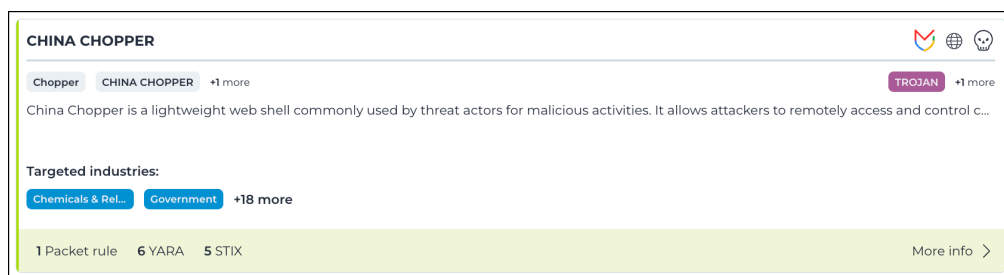 CHINA CHOPPER
Chopper CHINA CHOPPER +1 more TROJAN +1 more
China Chopper is a lightweight web shell commonly used by threat actors for malicious activities. It allows attackers to remotely access and control c...
Targeted industries:
Chemicals & Rel... Government +18 more
1 Packet rule 6 YARA 5 STIX More info